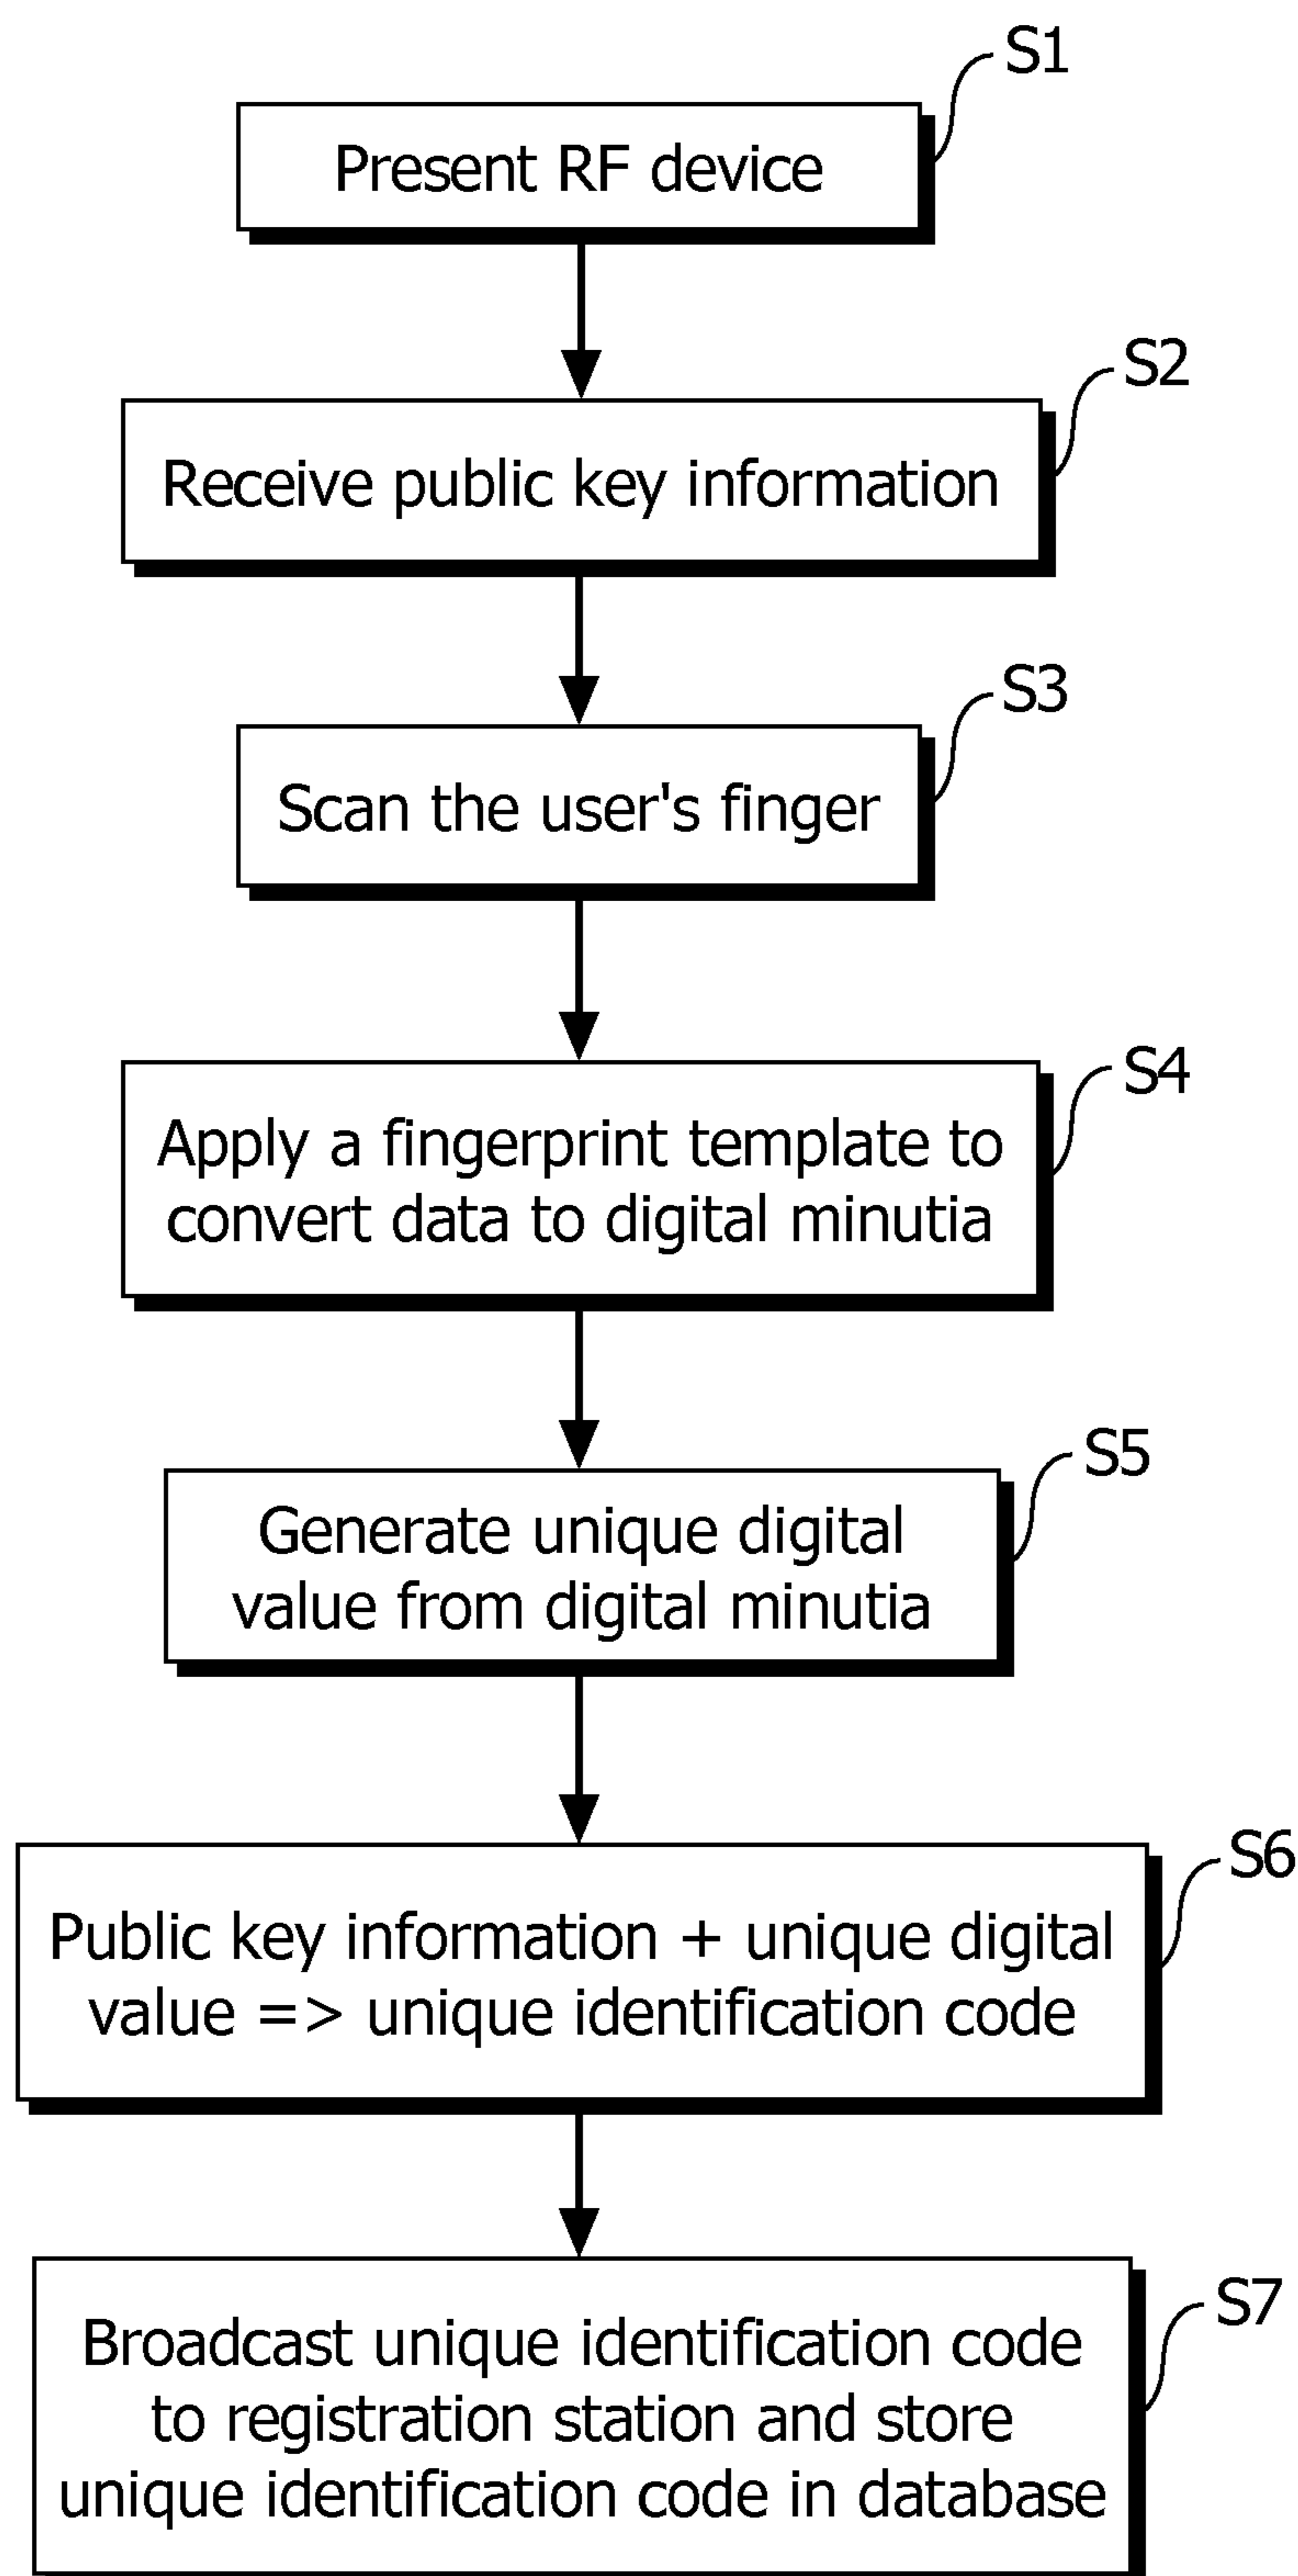 S1
Present RF device
S2
Receive public key information
S3
Scan the user's finger
S4
Apply a fingerprint template to
convert data to digital minutia
S5
Generate unique digital
value from digital minutia
S6
Public key information + unique digital
value => unique identification code
S7
Broadcast unique identification code
to registration station and store
unique identification code in database